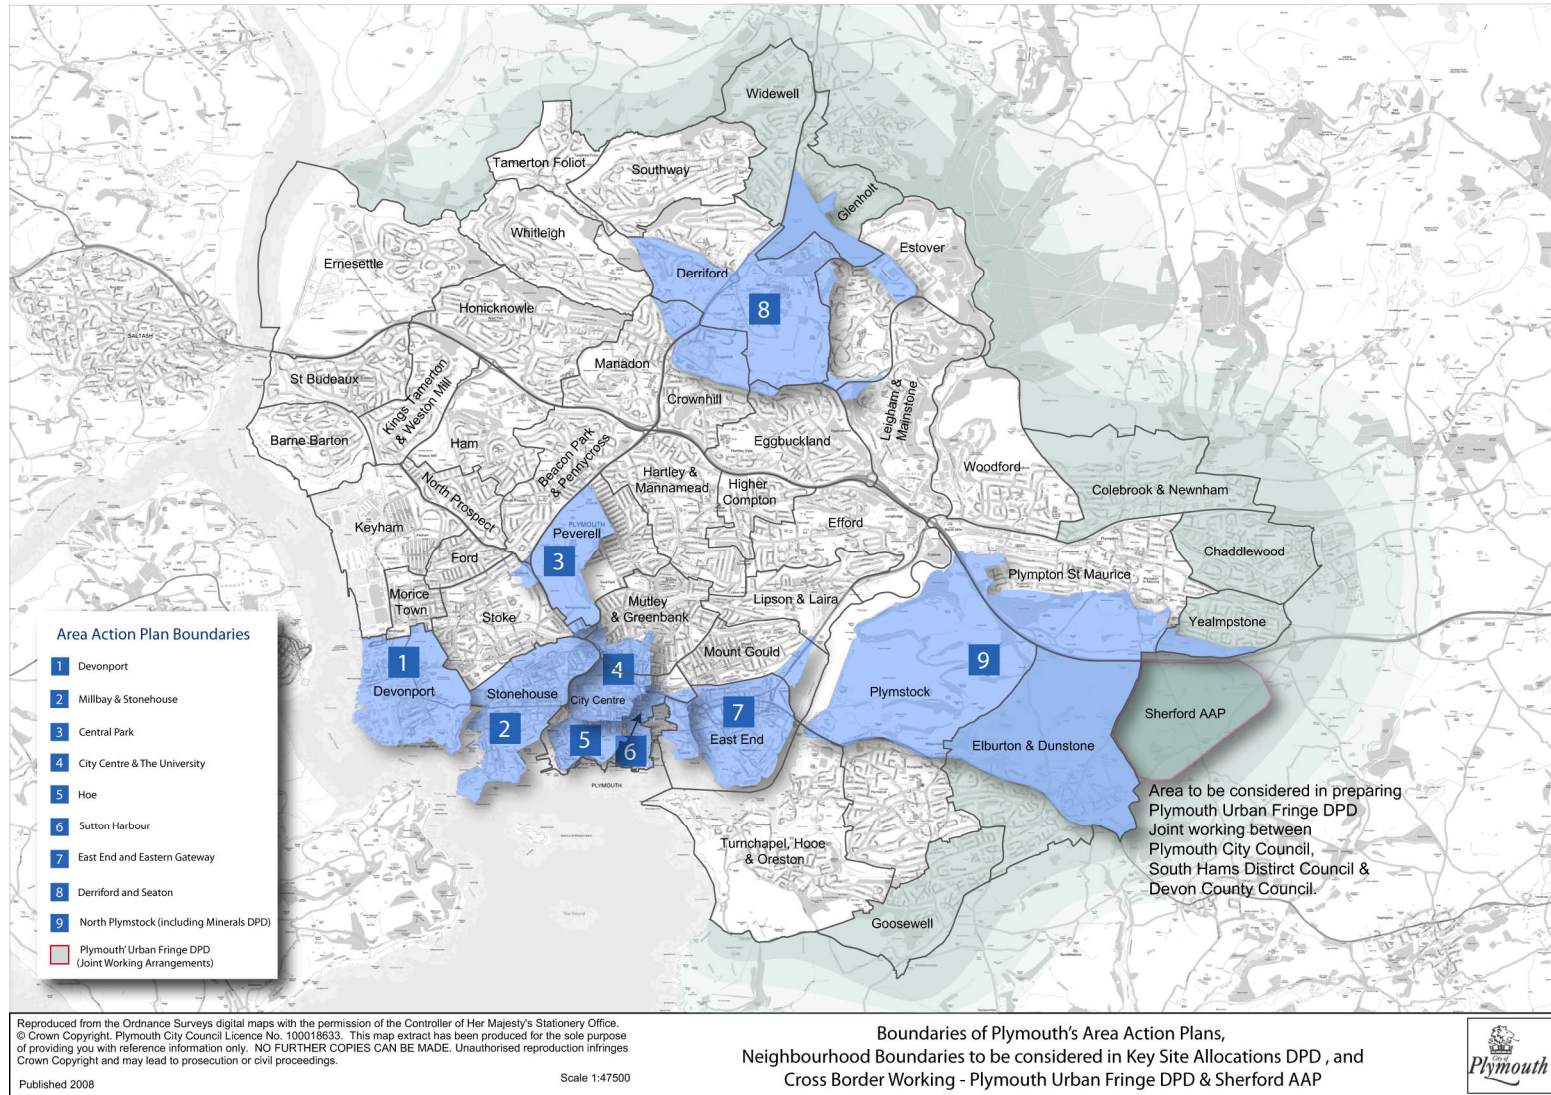 Widewell
Tamerton Foliot
Southway
Glenholt
Whitleigh
Estover
Ernesettle
Derriford
8
Honicknowle
SALTASH
Manadon
St Budeaux
Kings Tamerton
& Weston Mill
Crownhill
Leigham &
Mainstone
Barne Barton
Ham
Beacon Park
& Pennycross
Eggbuckland
Woodford
North Prospect
Hartley &
Mannamead
Higher
Compton
Colebrook & Newnham
Keyham
PLYMOUTH
Peverell
Efford
3
Ford
Chaddlewood
Plympton St Maurice
Morice
Town
Stoke
Mutley
& Greenbank
Lipson & Laira
Yealmpstone
Mount Gould
1
Devonport
4
9
Stonehouse
City Centre
Plymstock
2
5
6
7
East End
Sherford AAP
Elburton & Dunstone
PLYMOUTH
Area to be considered in preparing
Plymouth Urban Fringe DPD
Joint working between
Plymouth City Council,
South Hams Distirct Council &
Devon County Council.
Turnchapel, Hooe
& Oreston
Goosewell
The Sound
Area Action Plan Boundaries
1 Devonport
2 Millbay & Stonehouse
3 Central Park
4 City Centre & The University
5 Hoe
6 Sutton Harbour
7 East End and Eastern Gateway
8 Derriford and Seaton
9 North Plymstock (including Minerals DPD)
Plymouth' Urban Fringe DPD
(Joint Working Arrangements)
Reproduced from the Ordnance Surveys digital maps with the permission of the Controller of Her Majesty's Stationery Office.
© Crown Copyright. Plymouth City Council Licence No. 100018633. This map extract has been produced for the sole purpose
of providing you with reference information only. NO FURTHER COPIES CAN BE MADE. Unauthorised reproduction infringes
Crown Copyright and may lead to prosecution or civil proceedings.
Published 2008
Scale 1:47500
Boundaries of Plymouth's Area Action Plans,
Neighbourhood Boundaries to be considered in Key Site Allocations DPD , and
Cross Border Working - Plymouth Urban Fringe DPD & Sherford AAP
City of
Plymouth